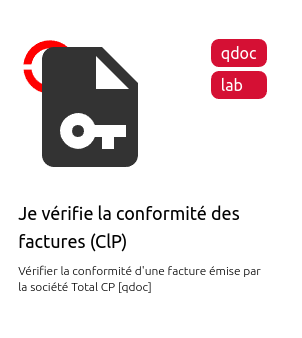 qdoc
lab
Je vérifie la conformité des
factures (ClP)
Vérifier la conformité d'une facture émise par
la société Total CP [qdoc]